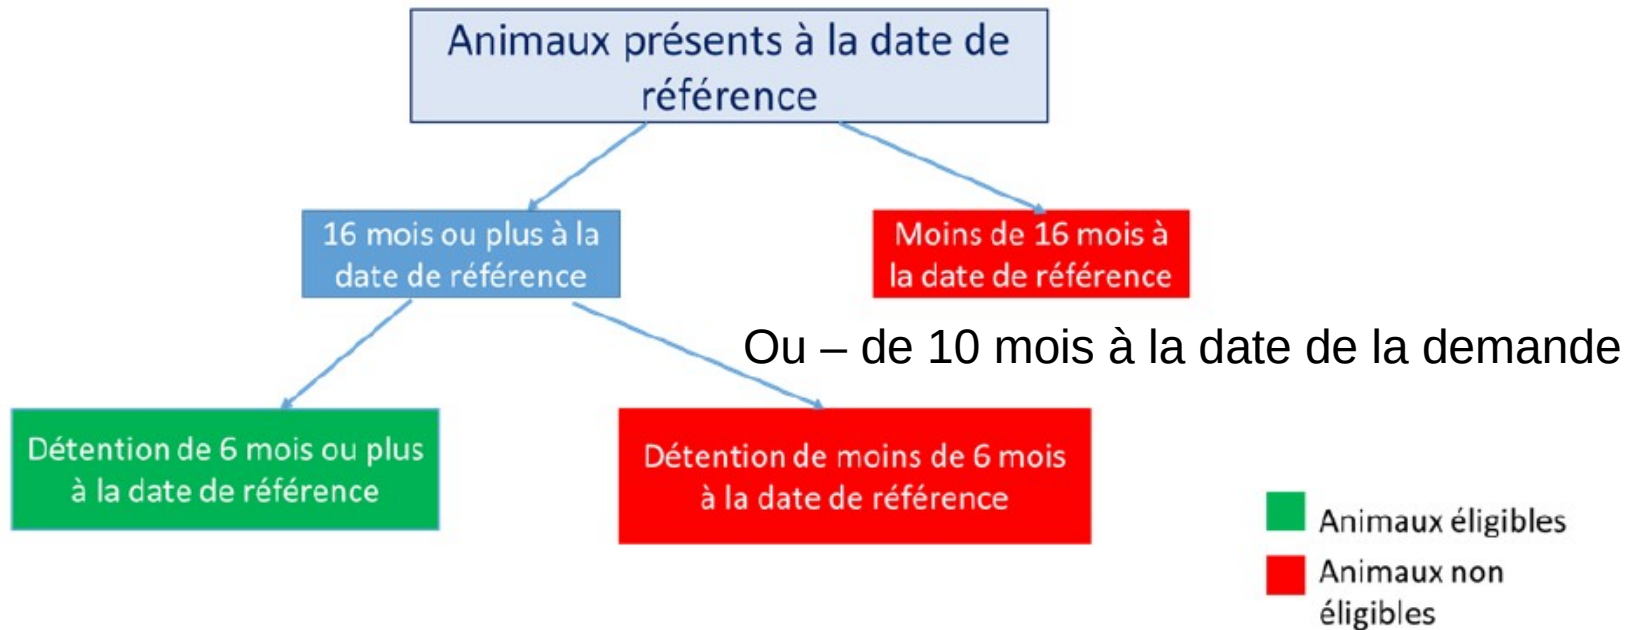 Animaux présents à la date de
référence
16 mois ou plus à la
date de référence
Moins de 16 mois à
la date de référence
Ou – de 10 mois à la date de la demande
Détention de 6 mois ou plus
à la date de référence
Détention de moins de 6 mois
à la date de référence
Animaux éligibles
Animaux non
éligibles